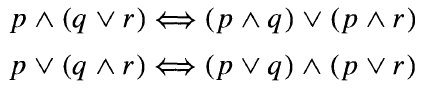 p ∧ (q ∨ r) ⟺ (p ∧ q) ∨ (p ∧ r)
p ∨ (q ∧ r) ⟺ (p ∨ q) ∧ (p ∨ r)